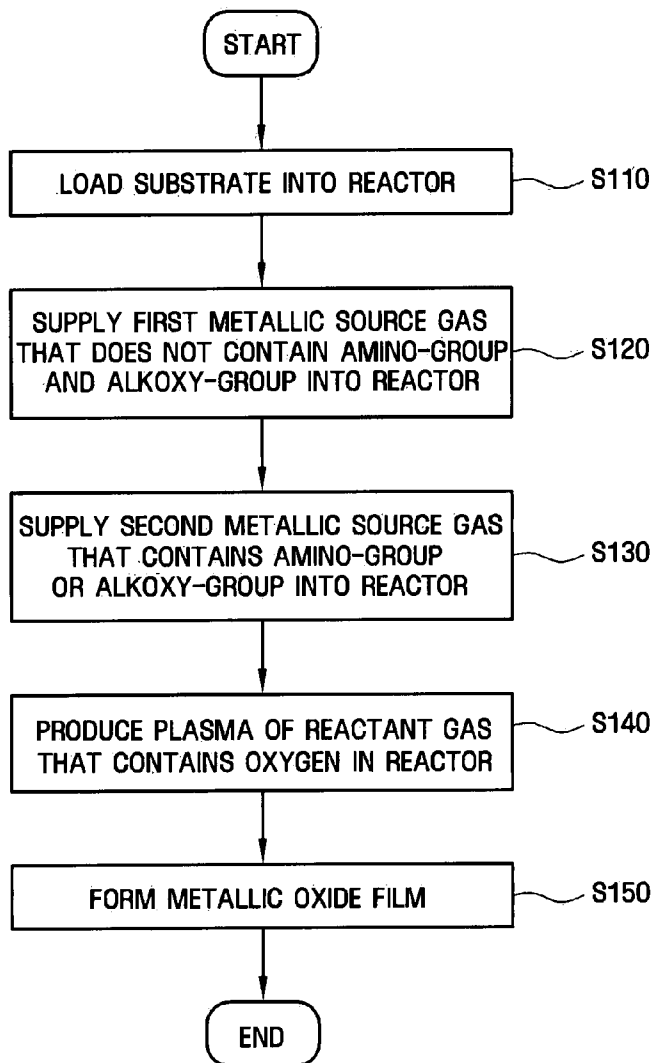 START
LOAD SUBSTRATE INTO REACTOR
S110
SUPPLY FIRST METALLIC SOURCE GAS
THAT DOES NOT CONTAIN AMINO-GROUP
AND ALKOXY-GROUP INTO REACTOR
S120
SUPPLY SECOND METALLIC SOURCE GAS
THAT CONTAINS AMINO-GROUP
OR ALKOXY-GROUP INTO REACTOR
S130
PRODUCE PLASMA OF REACTANT GAS
THAT CONTAINS OXYGEN IN REACTOR
S140
FORM METALLIC OXIDE FILM
S150
END